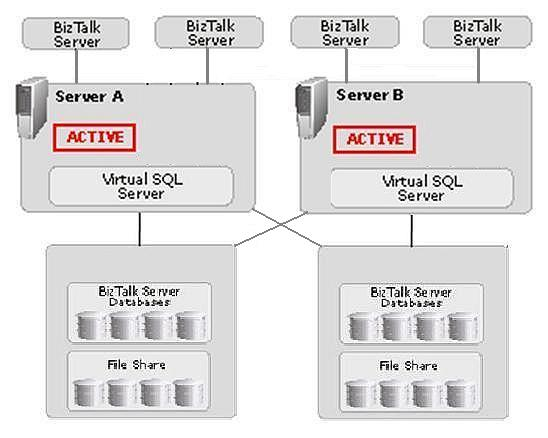 BizTalk
Server
BizTalk
Server
BizTalk
Server
BizTalk
Server
Server A
ACTIVE
Virtual SQL
Server
Server B
ACTIVE
Virtual SQL
Server
BizTalk Server
Databases
File Share
BizTalk Server
Databases
File Share